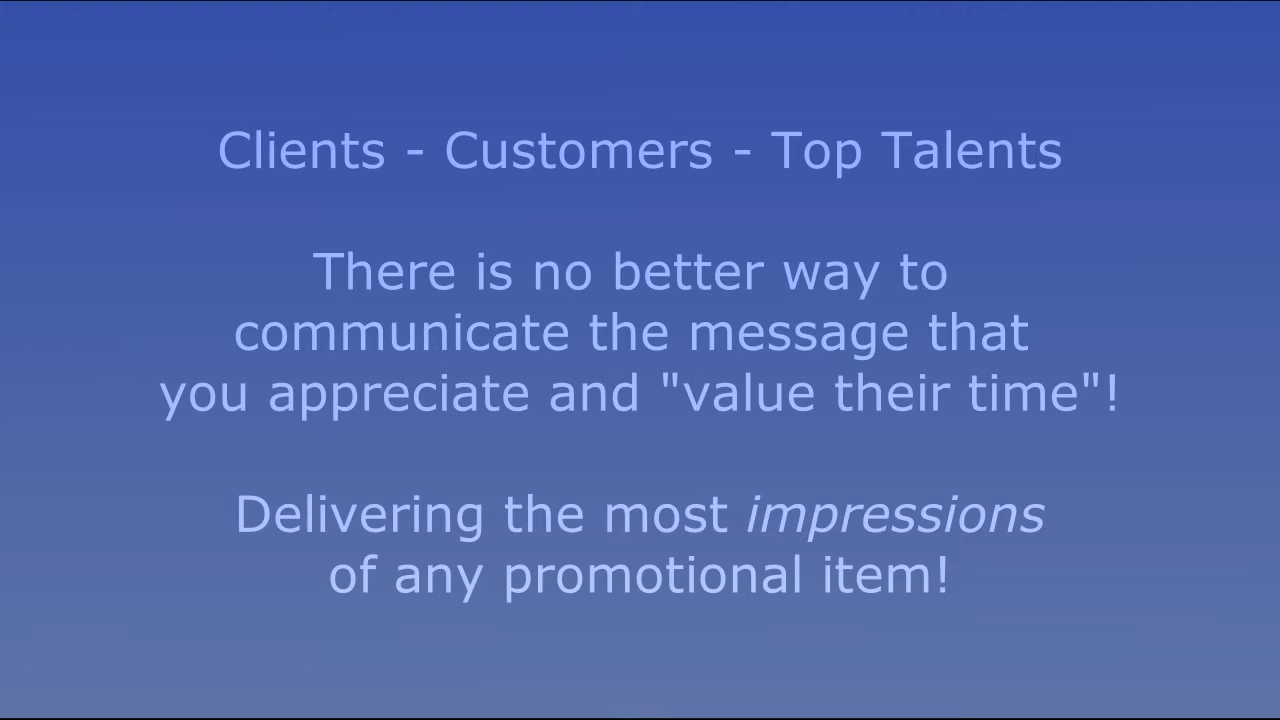 Clients - Customers - Top Talents
There is no better way to
communicate the message that
you appreciate and "value their time"!
Delivering the most impressions
of any promotional item!